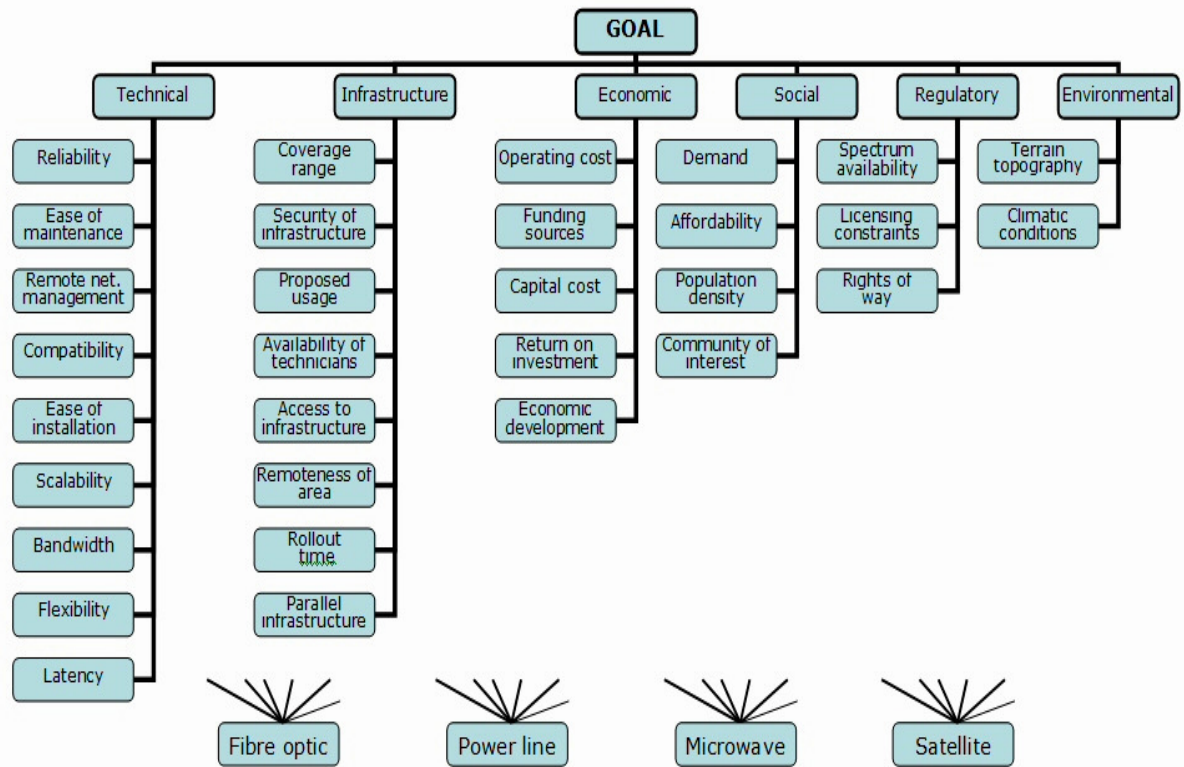 GOAL
Technical
Infrastructure
Economic
Social
Regulatory
Environmental
Reliability
Ease of
maintenance
Remote net.
management
Compatibility
Ease of
installation
Scalability
Bandwidth
Flexibility
Latency
Coverage
range
Security of
infrastructure
Proposed
usage
Availability of
technicians
Access to
infrastructure
Remoteness of
area
Rollout
time
Parallel
infrastructure
Operating cost
Funding
sources
Capital cost
Return on
investment
Economic
development
Demand
Affordability
Population
density
Community of
interest
Spectrum
availability
Licensing
constraints
Rights of
way
Terrain
topography
Climatic
conditions
Fibre optic
Power line
Microwave
Satellite